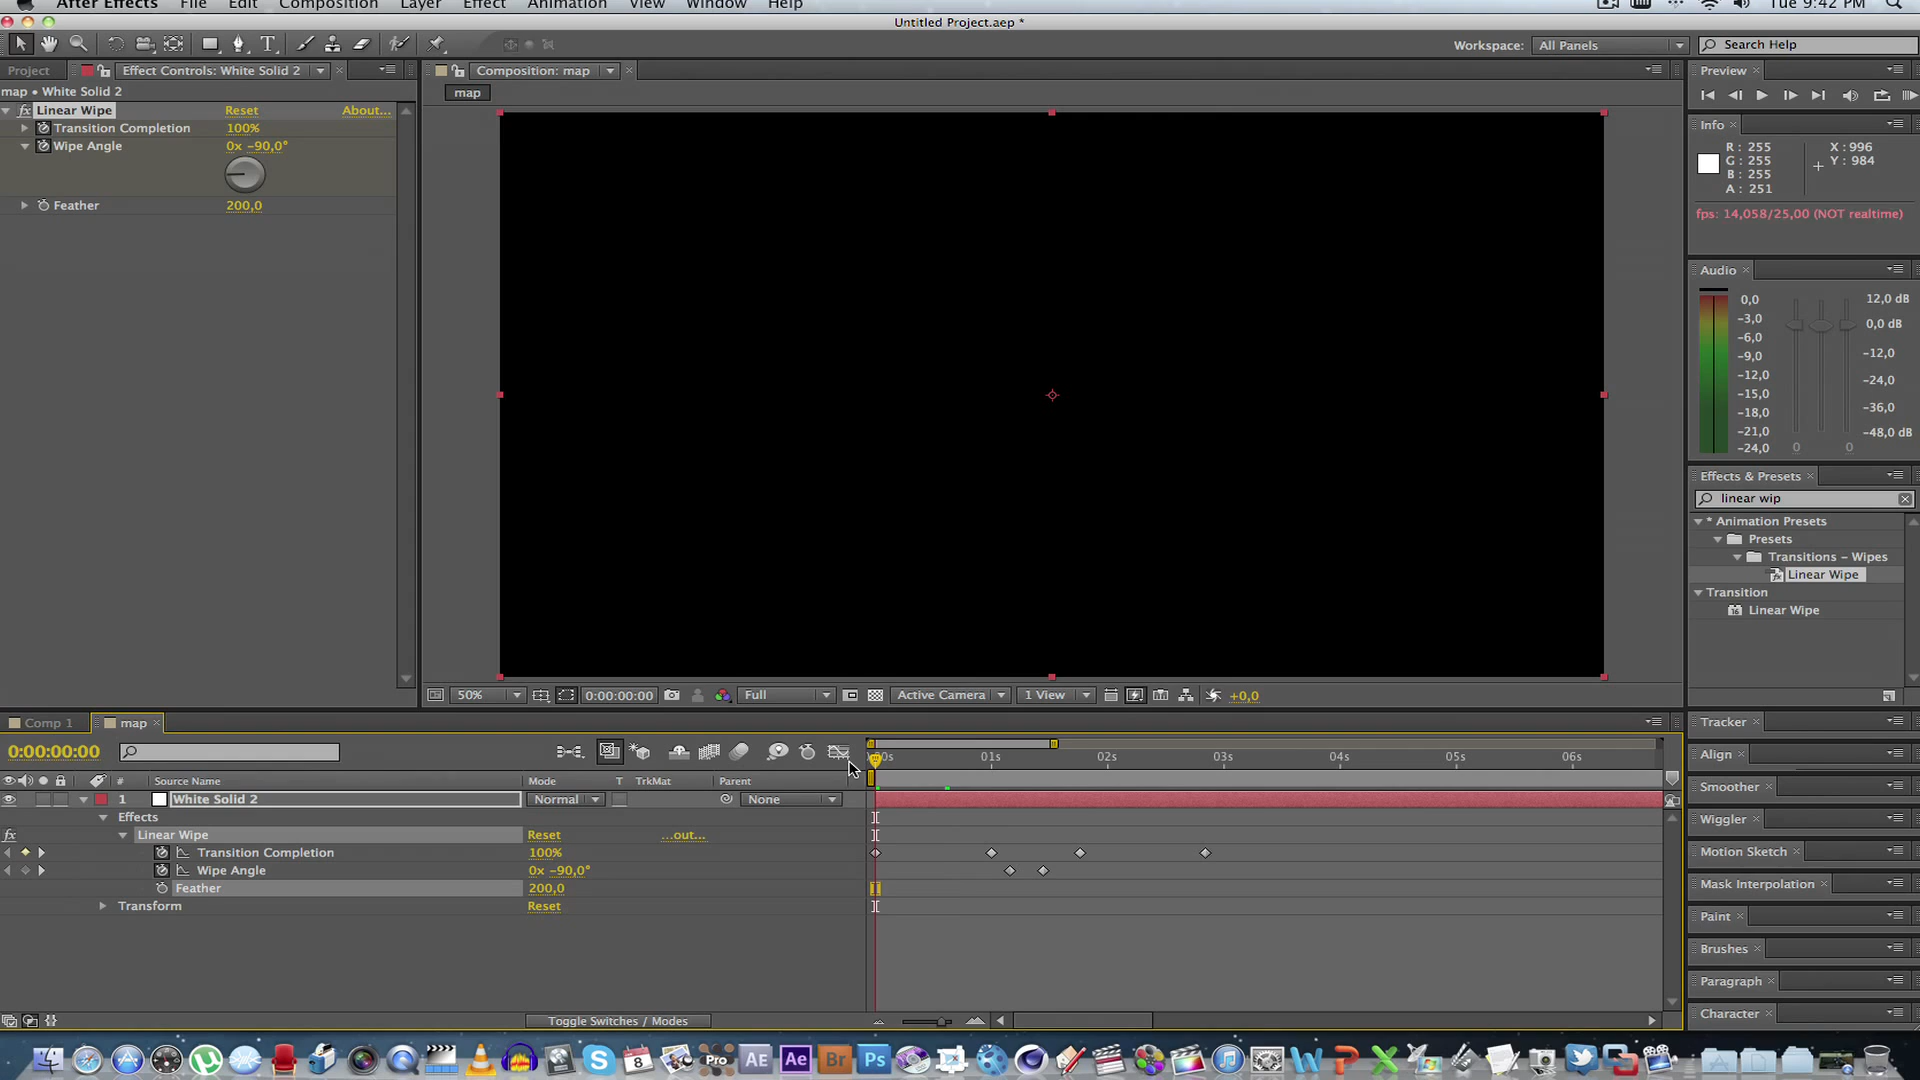 After Effects File Edit Composition Layer Effect Animation View Window Help Tue 9:42 PM
Untitled Project.aep *
Workspace: All Panels Search Help
Project Effect Controls: White Solid 2 Composition: map Preview
map • White Solid 2
map
Linear Wipe Reset About...
Transition Completion 100%
Wipe Angle 0x -90,0°
Feather 200,0
Info
R: 255
G: 255
B: 255
A: 251
X: 996
Y: 984
fps: 14,058/25,00 (NOT realtime)
Audio
0,0
-3,0
-6,0
-9,0
-12,0
-15,0
-18,0
-21,0
-24,0
12,0 dB
0,0 dB
-12,0
-24,0
-36,0
-48,0 dB
0 0
Effects & Presets
linear wip
* Animation Presets
Presets
Transitions - Wipes
Linear Wipe
Transition
Linear Wipe
50% 0:00:00:00 Full Active Camera 1 View +0,0
Comp 1 map
0:00:00:00
00s 01s 02s 03s 04s 05s 06s
# Source Name Mode T TrkMat Parent
1 White Solid 2 Normal None
Effects
Linear Wipe Reset ...out...
Transition Completion 100%
Wipe Angle 0x -90,0°
Feather 200,0
Transform Reset
Toggle Switches / Modes
Tracker
Align
Smoother
Wiggler
Motion Sketch
Mask Interpolation
Paint
Brushes
Paragraph
Character
8 Pro AE Ae Br Ps